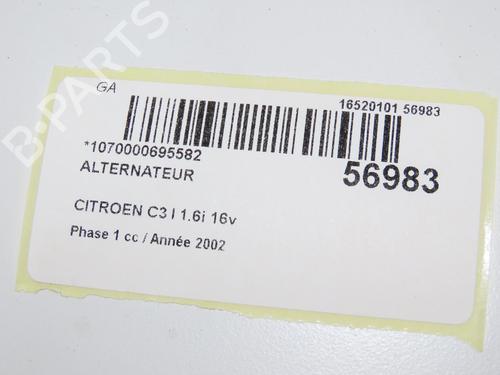 GA
16520101 56983
*1070000695582
56983
ALTERNATEUR
CITROEN C3 I 1.6i 16v
Phase 1 cc / Année 2002
B-PARTS